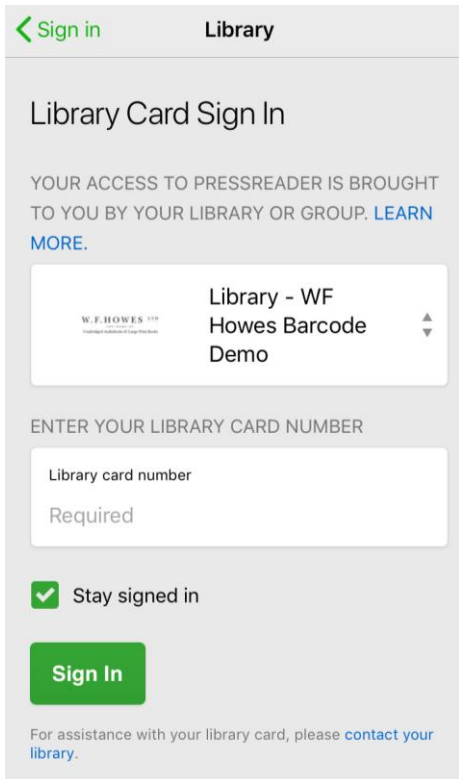 Sign in
Library
Library Card Sign In
YOUR ACCESS TO PRESSREADER IS BROUGHT
TO YOU BY YOUR LIBRARY OR GROUP. LEARN
MORE.
W.F.HOWES LTD
Library - WF
Howes Barcode
Demo
ENTER YOUR LIBRARY CARD NUMBER
Library card number
Required
Stay signed in
Sign In
For assistance with your library card, please contact your
library.